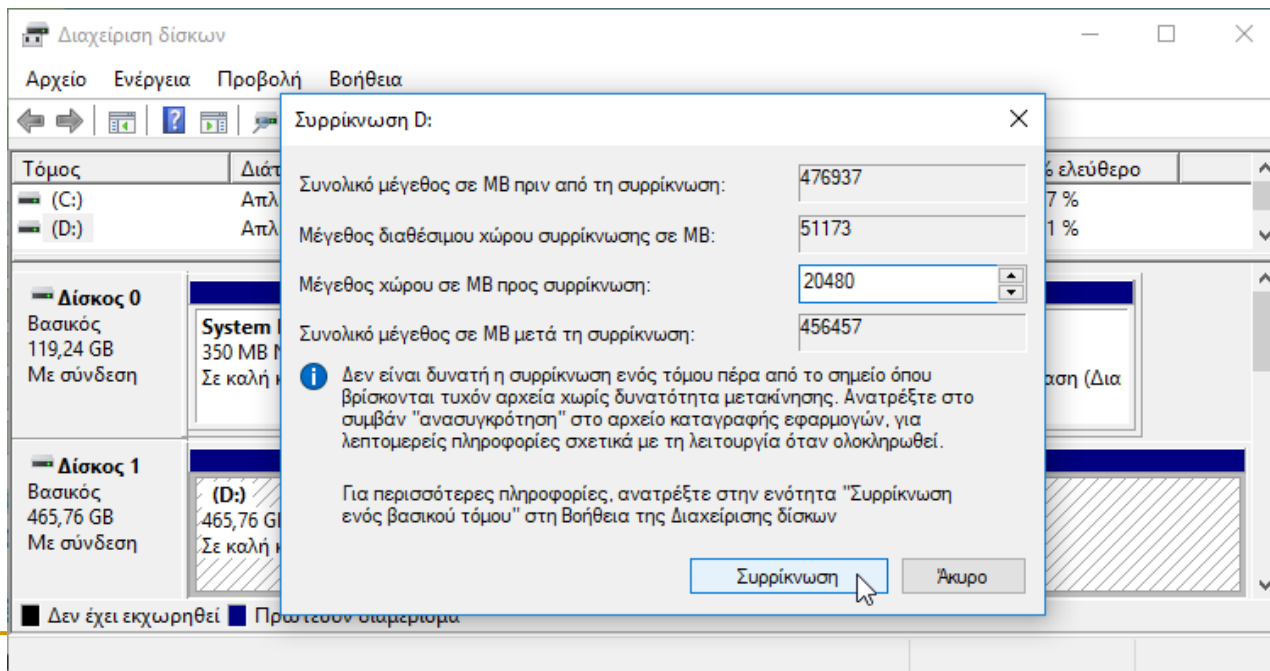 Διαχείριση δίσκων
Αρχείο Ενέργεια Προβολή Βοήθεια
Συρρίκνωση D:
Τόμος
ελεύθερο
(C:)
7 %
(D:)
1 %
Συνολικό μέγεθος σε MB πριν από τη συρρίκνωση: 476937
Μέγεθος διαθέσιμου χώρου συρρίκνωσης σε MB: 51173
Μέγεθος χώρου σε MB προς συρρίκνωση: 20480
Συνολικό μέγεθος σε MB μετά τη συρρίκνωση: 456457
Δεν είναι δυνατή η συρρίκνωση ενός τόμου πέρα από το σημείο όπου
βρίσκονται τυχόν αρχεία χωρίς δυνατότητα μετακίνησης. Ανατρέξτε στο
συμβάν "ανασυγκρότηση" στο αρχείο καταγραφής εφαρμογών, για
λεπτομερείς πληροφορίες σχετικά με τη λειτουργία όταν ολοκληρωθεί.
Για περισσότερες πληροφορίες, ανατρέξτε στην ενότητα "Συρρίκνωση
ενός βασικού τόμου" στη Βοήθεια της Διαχείρισης δίσκων
Συρρίκνωση Άκυρο
Δίσκος 0
Βασικός
119,24 GB
Με σύνδεση
System
350 MB
Σε καλή
Δίσκος 1
Βασικός
465,76 GB
Με σύνδεση
(D:)
465,76
Σε καλή
Δεν έχει εκχωρηθεί Πρωτεύον διαμέρισμα